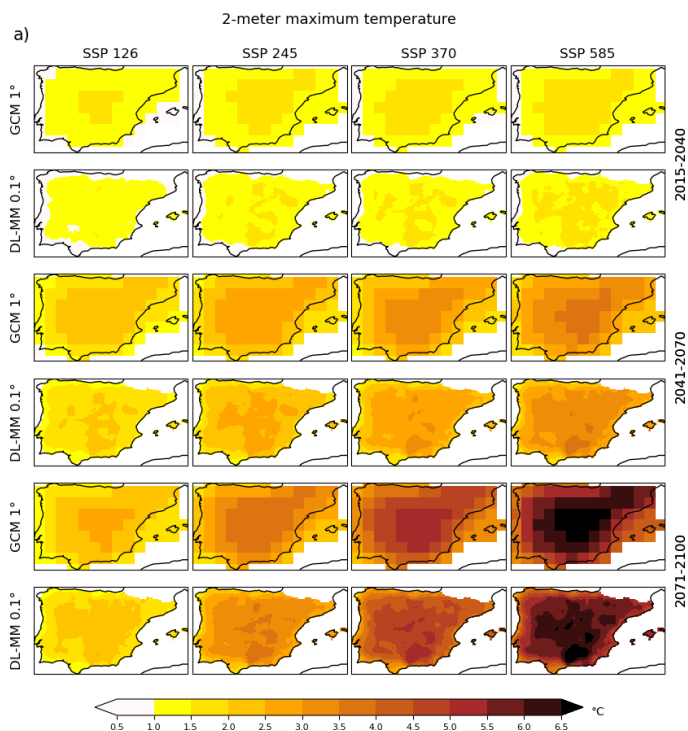 2-meter maximum temperature
a)
SSP 126 SSP 245 SSP 370 SSP 585
GCM 1°
DL-MM 0.1°
2015-2040
GCM 1°
DL-MM 0.1°
2041-2070
GCM 1°
DL-MM 0.1°
2071-2100
°C
0.5 1.0 1.5 2.0 2.5 3.0 3.5 4.0 4.5 5.0 5.5 6.0 6.5